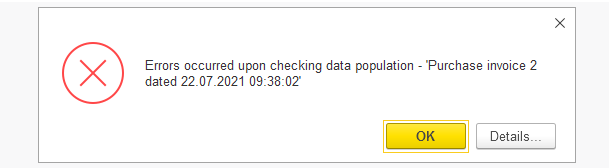 Errors occurred upon checking data population - 'Purchase invoice 2
dated 22.07.2021 09:38:02'
OK
Details...